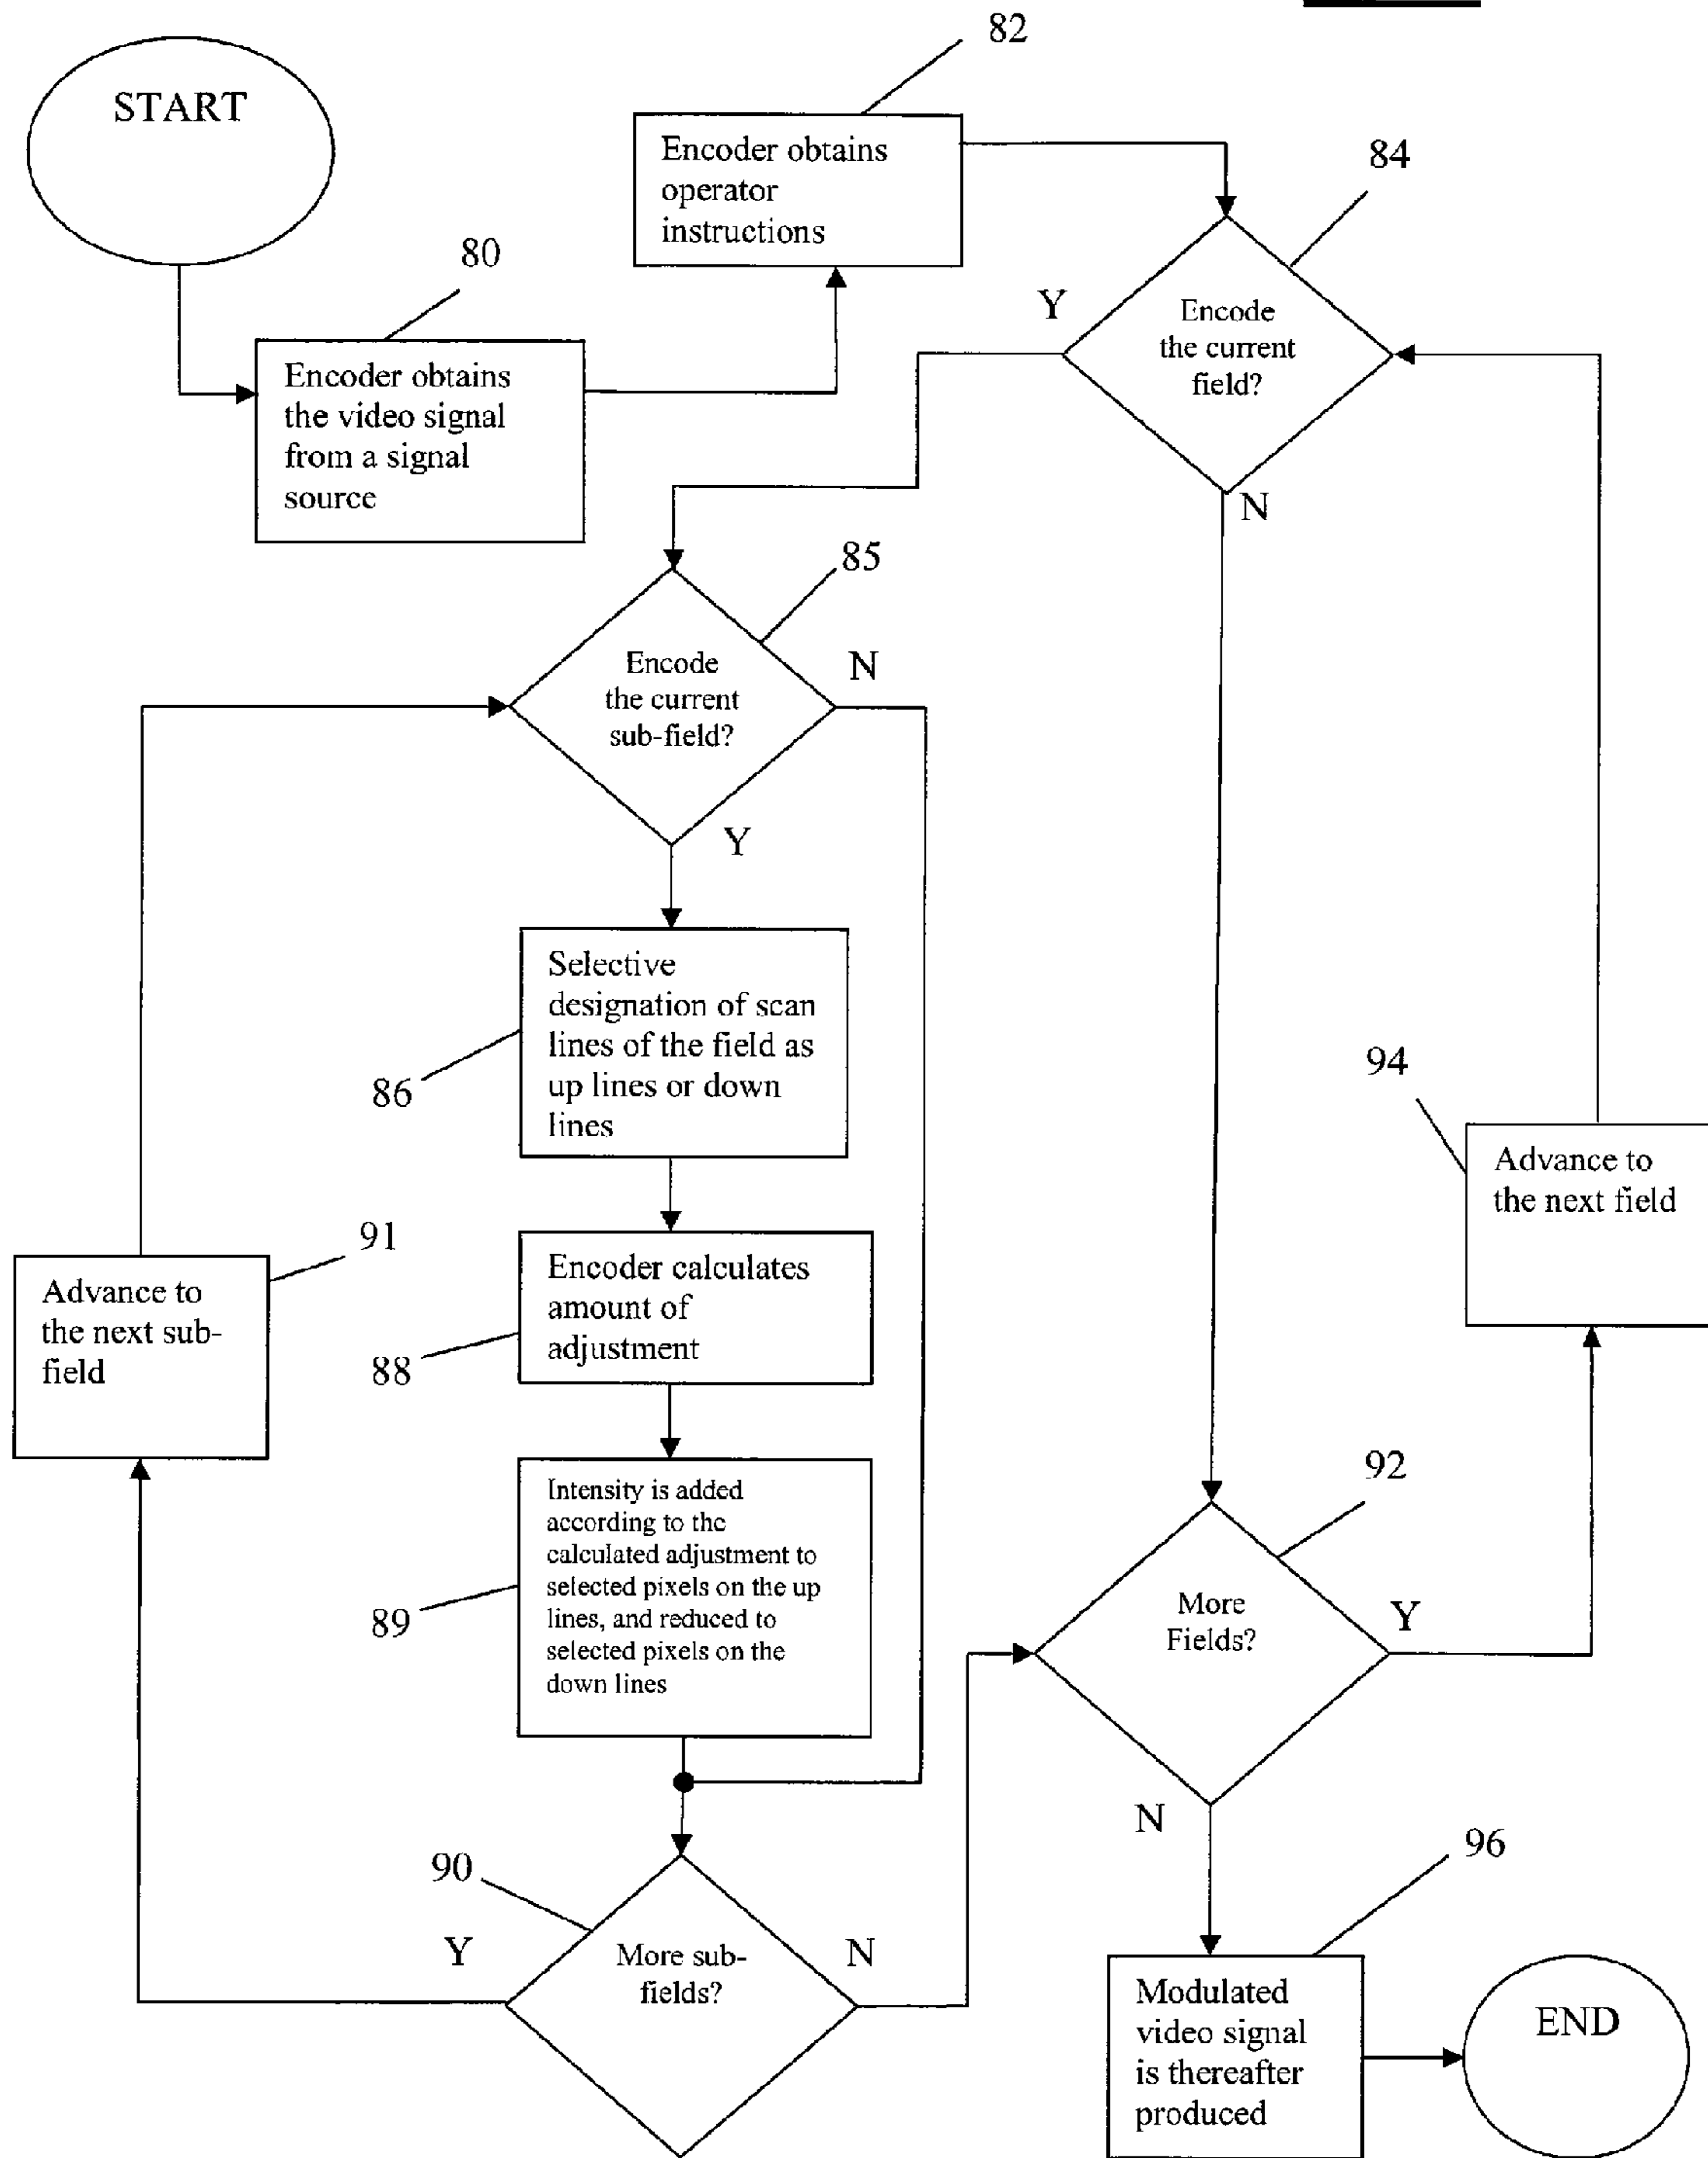 82
START
Encoder obtains
operator
instructions
84
80
Y
Encode
the current
field?
Encoder obtains
the video signal
from a signal
source
N
85
Encode
the current
sub-field?
N
Y
Selective
designation of scan
lines of the field as
up lines or down
lines
86
94
Advance to
the next field
91
Advance to
the next sub-
field
Encoder calculates
amount of
adjustment
88
92
Intensity is added
according to the
calculated adjustment to
selected pixels on the up
lines, and reduced to
selected pixels on the
down lines
89
More
Fields?
Y
N
90
96
Y
More sub-
fields?
N
Modulated
video signal
is thereafter
produced
END